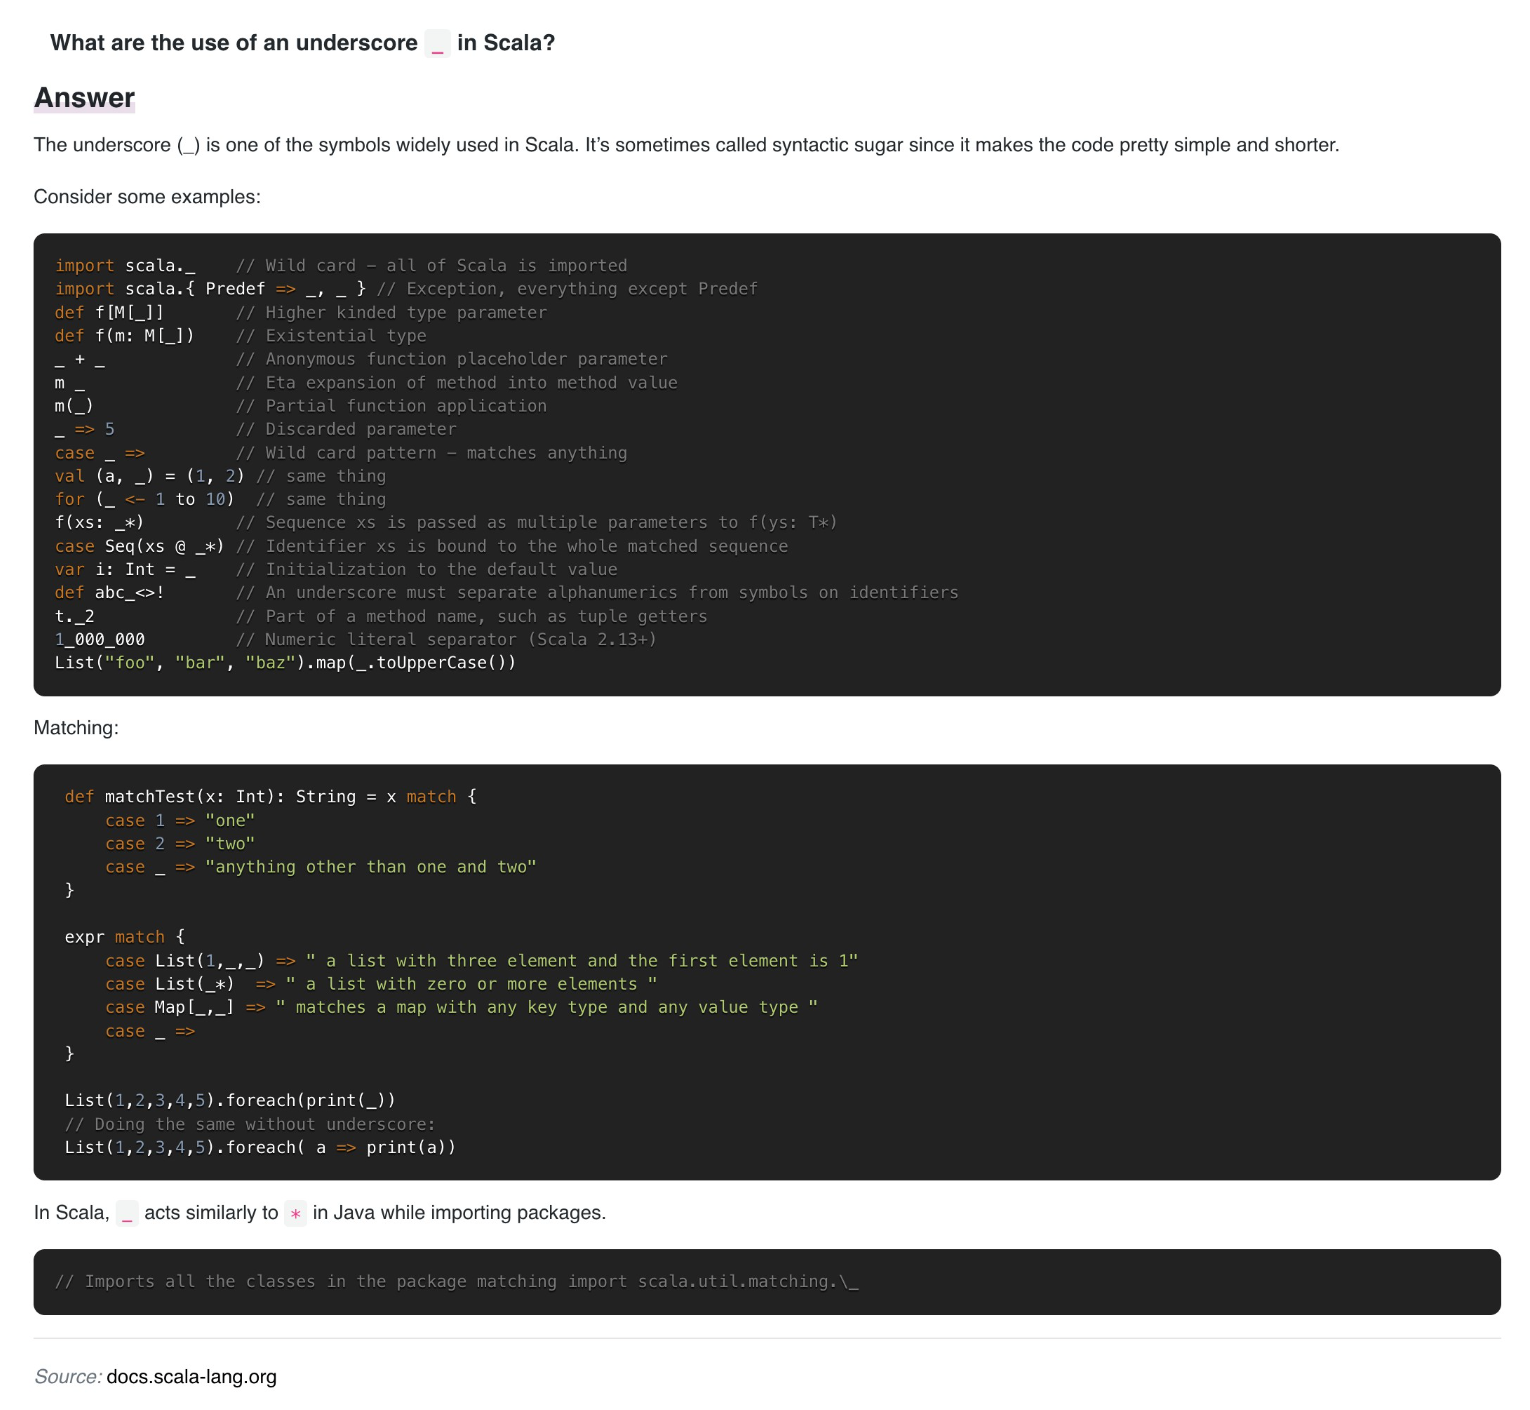 What are the use of an underscore _ in Scala?
Answer
The underscore (_) is one of the symbols widely used in Scala. It’s sometimes called syntactic sugar since it makes the code pretty simple and shorter.
Consider some examples:
import scala._    // Wild card – all of Scala is imported
import scala.{ Predef => _, _ } // Exception, everything except Predef
def f[M[_]]       // Higher kinded type parameter
def f(m: M[_])    // Existential type
_ + _             // Anonymous function placeholder parameter
m _               // Eta expansion of method into method value
m(_)              // Partial function application
_ => 5            // Discarded parameter
case _ =>         // Wild card pattern – matches anything
val (a, _) = (1, 2) // same thing
for (_ <- 1 to 10)  // same thing
f(xs: _*)         // Sequence xs is passed as multiple parameters to f(ys: T*)
case Seq(xs @ _*) // Identifier xs is bound to the whole matched sequence
var i: Int = _    // Initialization to the default value
def abc_<>!       // An underscore must separate alphanumerics from symbols on identifiers
t._2              // Part of a method name, such as tuple getters
1_000_000         // Numeric literal separator (Scala 2.13+)
List("foo", "bar", "baz").map(_.toUpperCase())
Matching:
def matchTest(x: Int): String = x match {
    case 1 => "one"
    case 2 => "two"
    case _ => "anything other than one and two"
}
expr match {
    case List(1,_,_) => " a list with three element and the first element is 1"
    case List(_*)  => " a list with zero or more elements "
    case Map[_,_] => " matches a map with any key type and any value type "
    case _ =>
}
List(1,2,3,4,5).foreach(print(_))
// Doing the same without underscore:
List(1,2,3,4,5).foreach( a => print(a))
In Scala, _ acts similarly to * in Java while importing packages.
// Imports all the classes in the package matching import scala.util.matching.\_
Source: docs.scala-lang.org